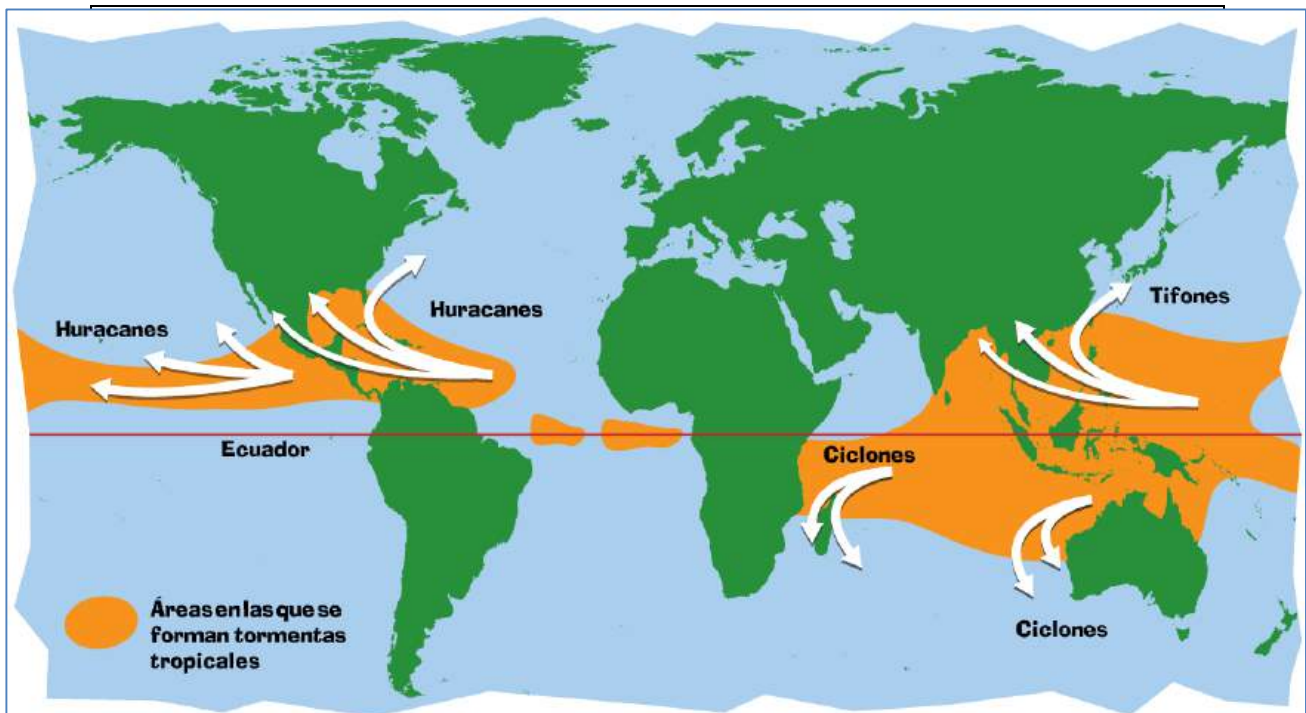 Huracanes
Huracanes
Tifones
Ecuador
Ciclones
Ciclones
Áreas en las que se
forman tormentas
tropicales